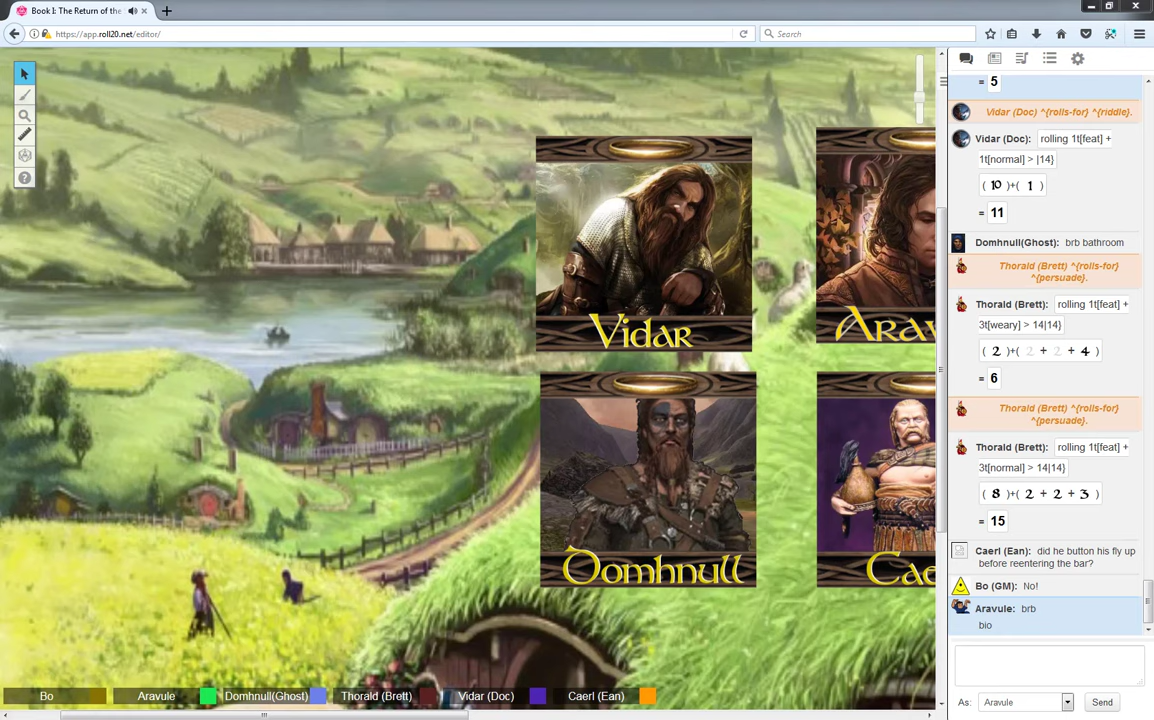 Book I: The Return of the
https://app.roll20.net/editor/
Search
= 5
Vidar (Doc) ^{rolls-for} ^{riddle}.
Vidar (Doc): rolling 1t[feat] +
1t[normal] > |14}
( 10 )+( 1 )
= 11
Domhnull(Ghost): brb bathroom
Thorald (Brett) ^{rolls-for}
^{persuade}.
Thorald (Brett): rolling 1t[feat] +
3t[weary] > 14|14}
( 2 )+( 2 + 2 + 4 )
= 6
Thorald (Brett) ^{rolls-for}
^{persuade}.
Thorald (Brett): rolling 1t[feat] +
3t[normal] > 14|14}
( 8 )+( 2 + 2 + 3 )
= 15
Caerl (Ean): did he button his fly up
before reentering the bar?
Bo (GM): No!
Aravule: brb
bio
As: Aravule Send
Vidar
Arav
Domhnull
Cae
Bo Aravule Domhnull(Ghost) Thorald (Brett) Vidar (Doc) Caerl (Ean)